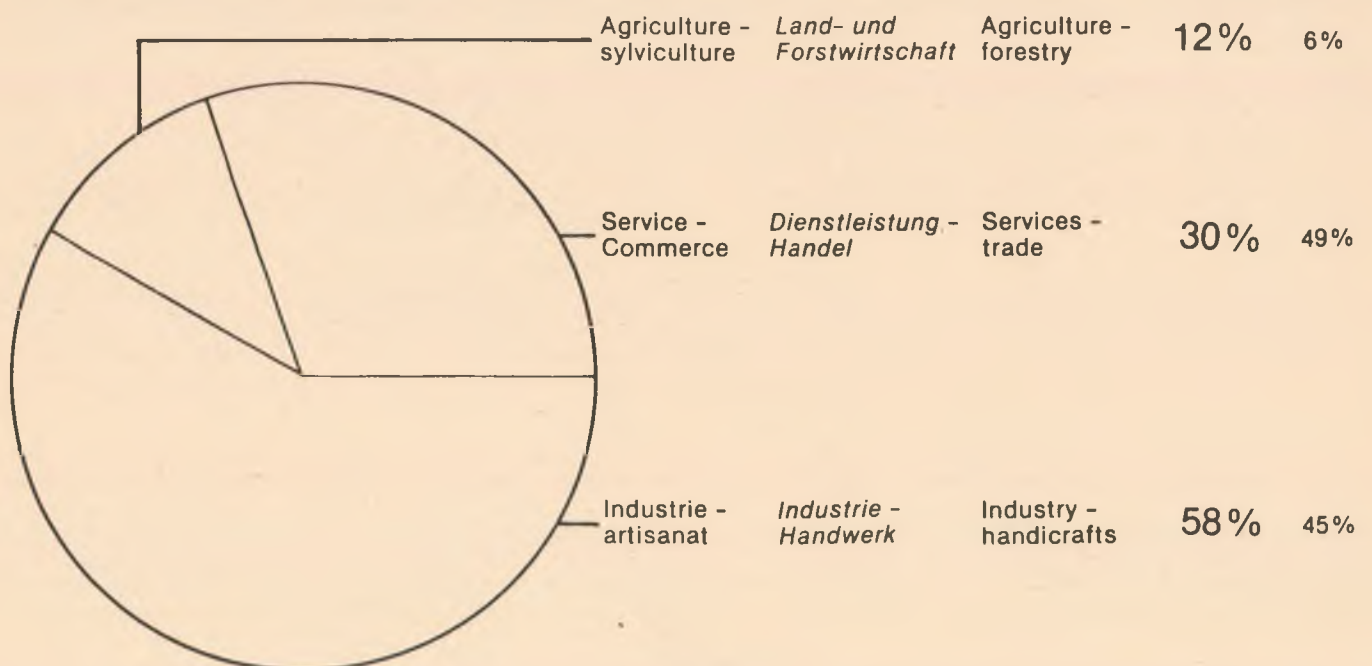 Agriculture - Land- und Agriculture - 12% 6%
sylviculture Forstwirtschaft forestry
Service - Dienstleistung - Services - 30% 49%
Commerce Handel trade
Industrie - Industrie - Industry - 58% 45%
artisanat Handwerk handicrafts